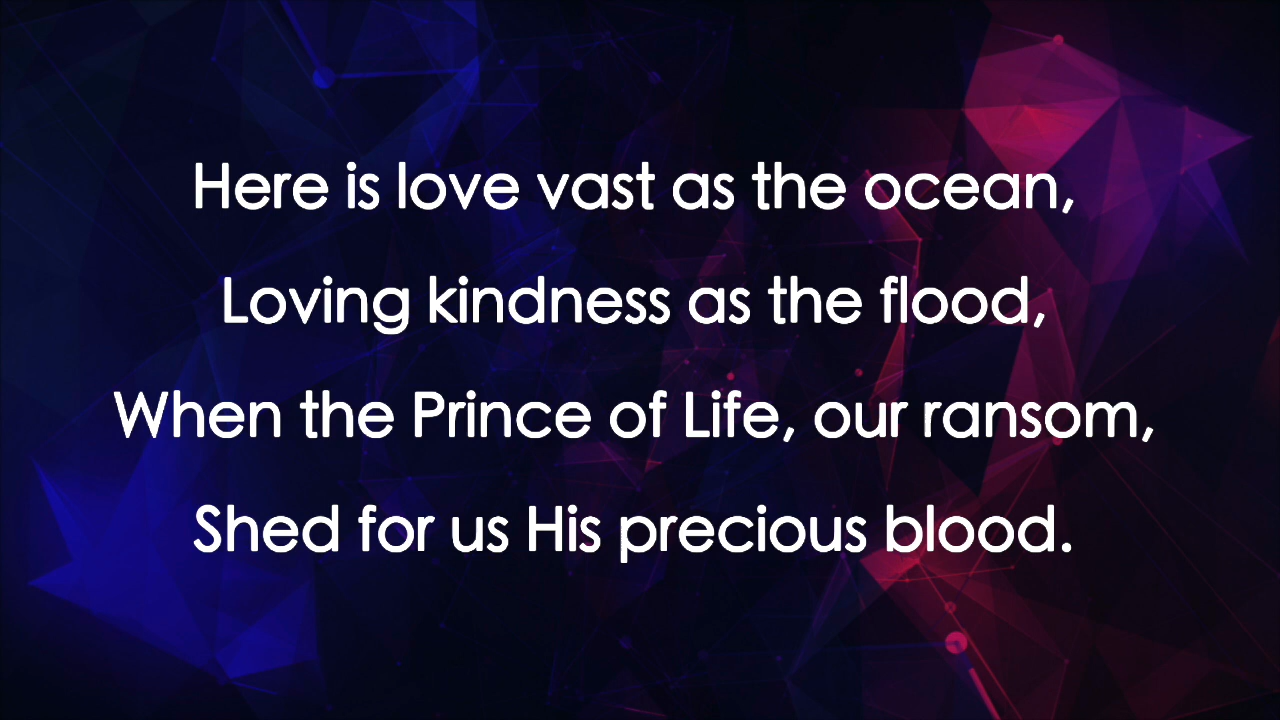 Here is love vast as the ocean,
Loving kindness as the flood,
When the Prince of Life, our ransom,
Shed for us His precious blood.